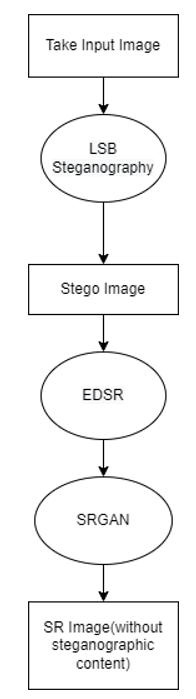 Take Input Image
LSB
Steganography
Stego Image
EDSR
SRGAN
SR Image(without
steganographic
content)